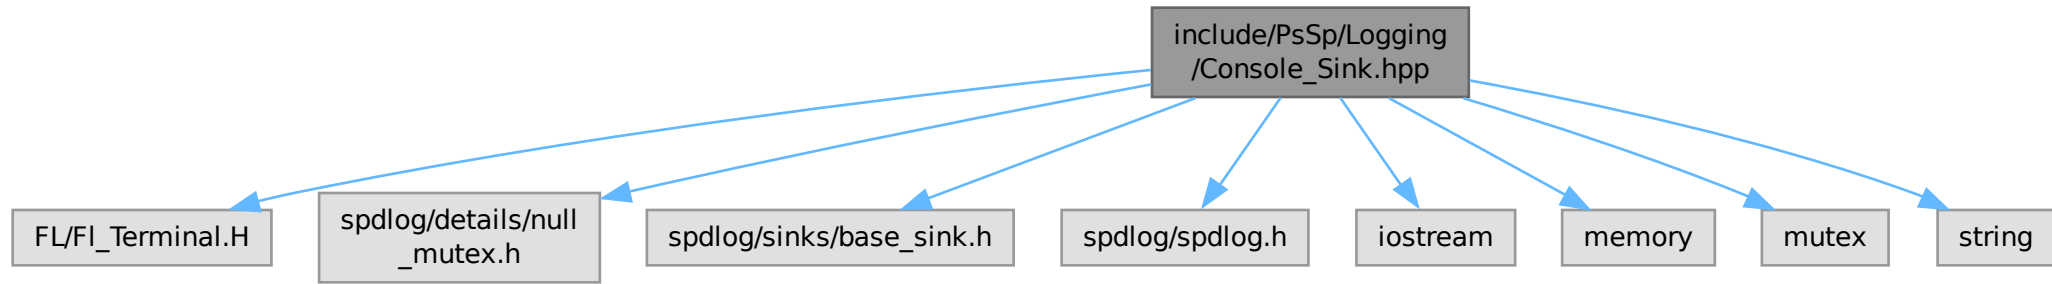 include/PsSp/Logging
/Console_Sink.hpp
FL/Fl_Terminal.H
spdlog/details/null
_mutex.h
spdlog/sinks/base_sink.h
spdlog/spdlog.h
iostream
memory
mutex
string